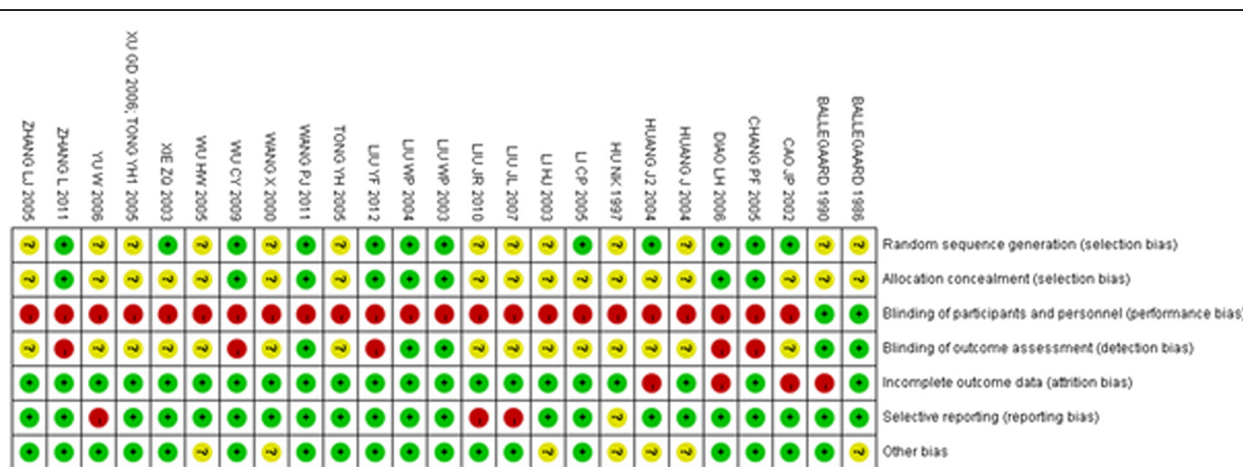 ZHANG LJ 2005
ZHANG L 2011
YU W 2006
XU GD 2006; TONG YH1 2005
XIE ZQ 2003
WU HW 2005
WU CY 2009
WANG X 2000
WANG PJ 2011
TONG YH 2005
LIU YF 2012
LIU WP 2004
LIU WP 2003
LIU JR 2010
LIU JL 2007
LI HJ 2003
LI CP 2005
HU NK 1997
HUANG J2 2004
HUANG J 2004
DIAO LH 2006
CHANG PF 2005
CAO JP 2002
BALLEGAARD 1990
BALLEGAARD 1986
? + ? ? + ? + ? + ? + + + ? ? ? + ? + ? + + + ? ? Random sequence generation (selection bias)
? + ? ? ? ? + ? + ? + + + ? ? ? ? ? ? ? + + ? ? ? Allocation concealment (selection bias)
- - - - - - - - - - - - - - - - - - - - - - - + + Blinding of participants and personnel (performance bias)
? - ? ? ? ? - ? + ? - + + ? ? ? ? ? ? ? - - ? + + Blinding of outcome assessment (detection bias)
+ + + + + + + + + + + + + + + + + + - + - + - - + Incomplete outcome data (attrition bias)
+ + - + + + + + + + + + + - - + + ? + + + + + + + Selective reporting (reporting bias)
+ + + + + ? + ? + + + + + + + ? + ? ? ? + + + + ? Other bias